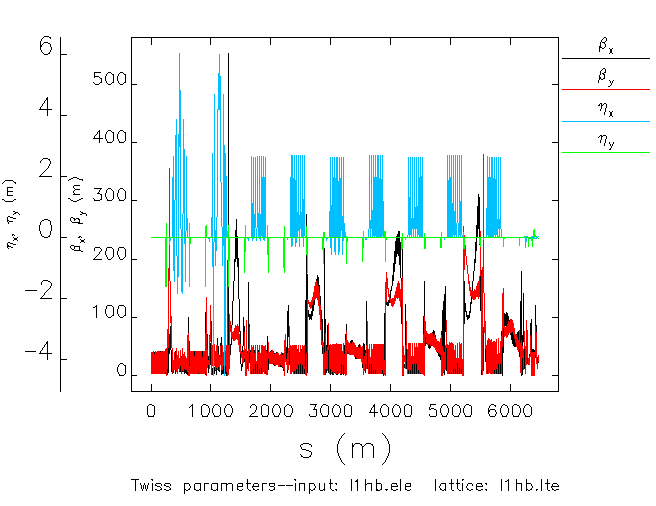 βx
βy
ηx
ηy
6
4
2
0
−2
−4
ηx, ηy (m)
500
400
300
200
100
0
βx, βy (m)
0 1000 2000 3000 4000 5000 6000
s (m)
Twiss parameters--input: l1hb.ele lattice: l1hb.lte